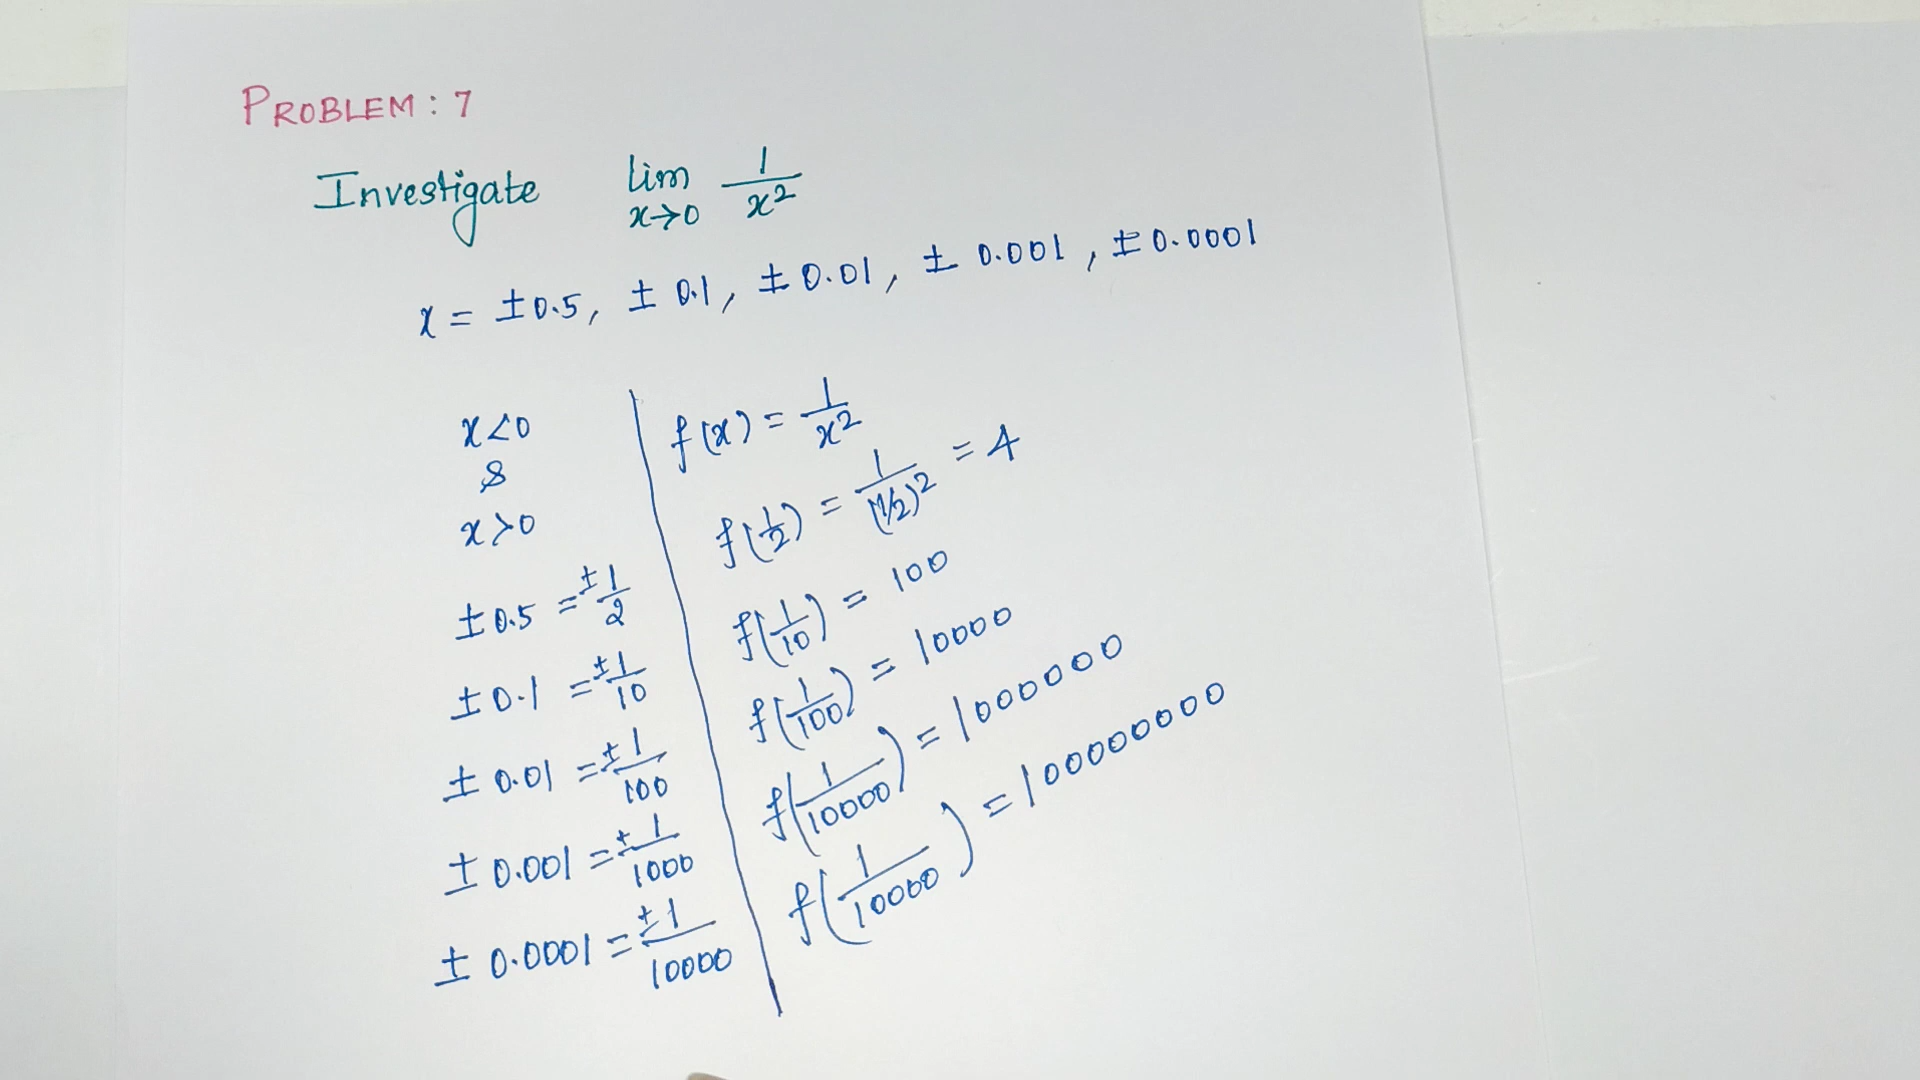 PROBLEM : 7
Investigate lim x→0 1/x²
x = ±0.5, ±0.1, ±0.01, ±0.001, ±0.0001
x<0
&
x>0
±0.5 = ±1/2
±0.1 = ±1/10
±0.01 = ±1/100
±0.001 = ±1/1000
±0.0001 = ±1/10000
f(x) = 1/x²
f(1/2) = 1/(1/2)² = 4
f(1/10) = 100
f(1/100) = 10000
f(1/10000) = 1000000
f(1/10000) = 100000000